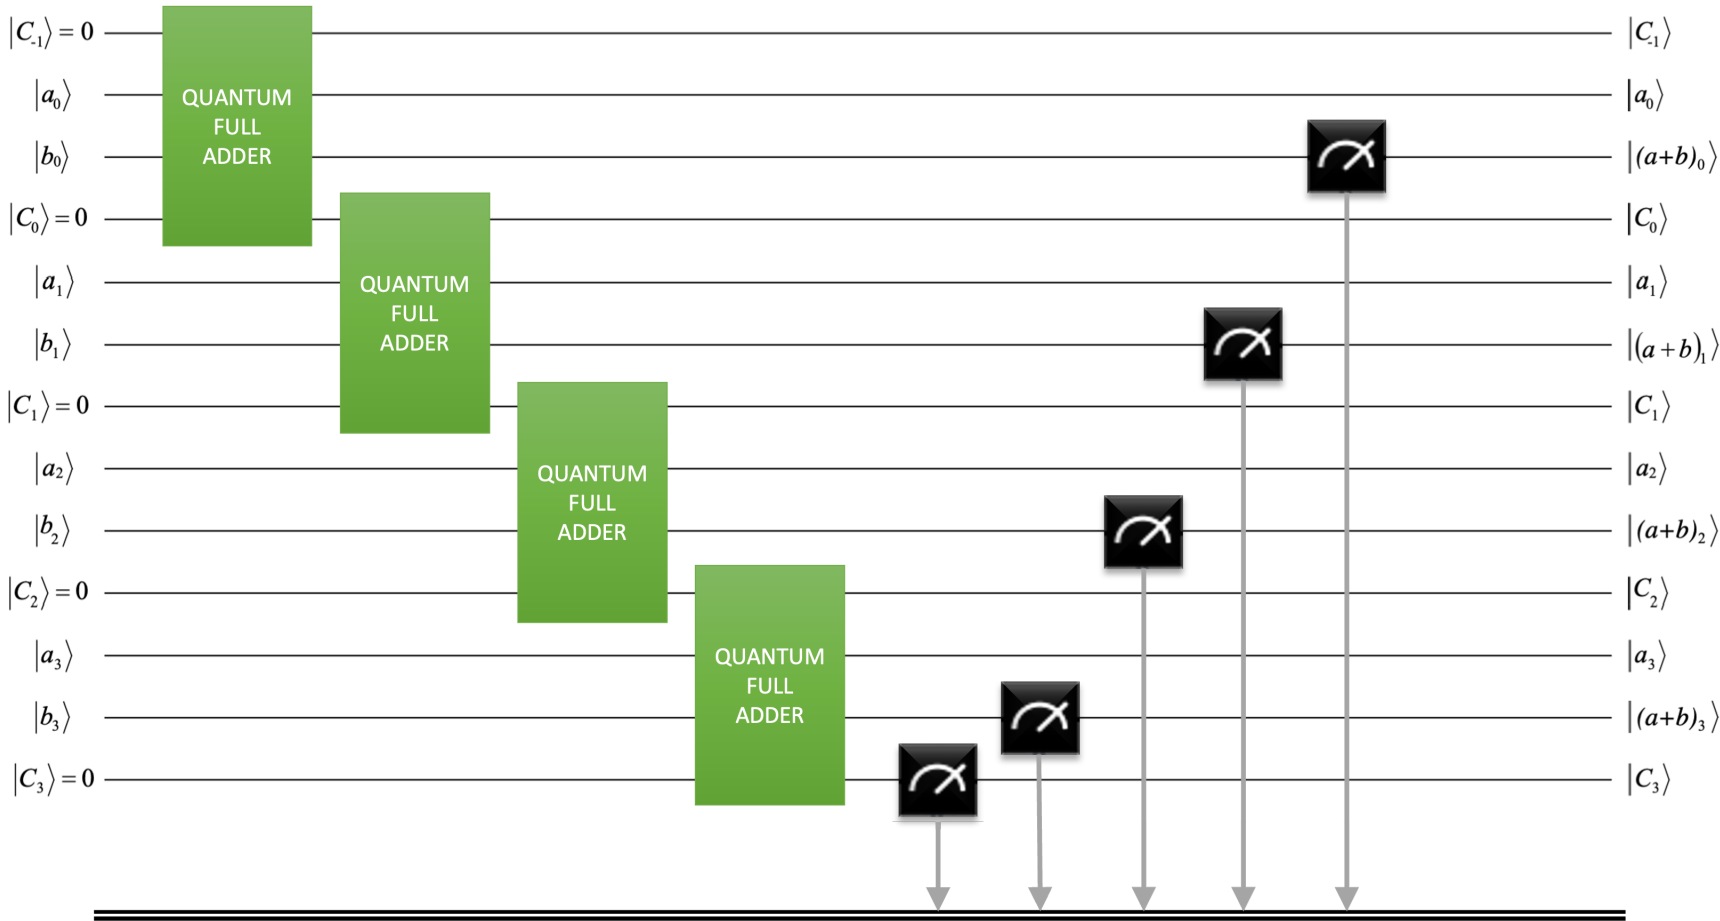 |C₋₁⟩ = 0
|C₋₁⟩
|a₀⟩
QUANTUM
FULL
ADDER
|a₀⟩
|b₀⟩
|(a+b)₀⟩
|C₀⟩ = 0
|C₀⟩
|a₁⟩
QUANTUM
FULL
ADDER
|a₁⟩
|b₁⟩
|(a+b)₁⟩
|C₁⟩ = 0
|C₁⟩
|a₂⟩
QUANTUM
FULL
ADDER
|a₂⟩
|b₂⟩
|(a+b)₂⟩
|C₂⟩ = 0
|C₂⟩
|a₃⟩
QUANTUM
FULL
ADDER
|a₃⟩
|b₃⟩
|(a+b)₃⟩
|C₃⟩ = 0
|C₃⟩